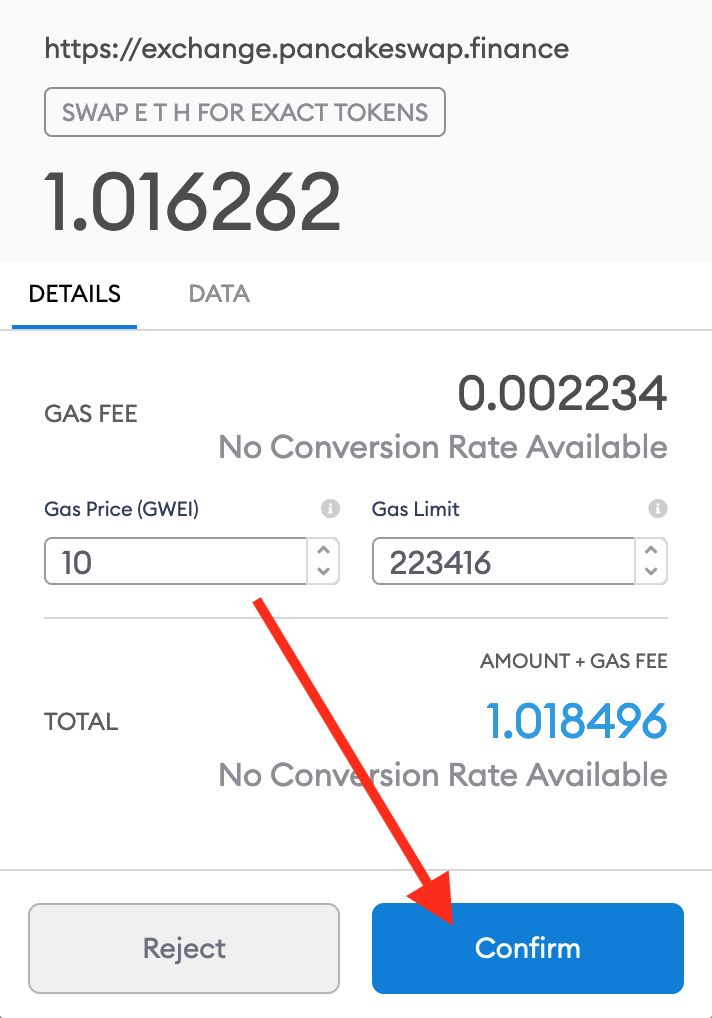 https://exchange.pancakeswap.finance
SWAP E T H FOR EXACT TOKENS
1.016262
DETAILS DATA
GAS FEE 0.002234
No Conversion Rate Available
Gas Price (GWEI) Gas Limit
10 223416
AMOUNT + GAS FEE
TOTAL 1.018496
No Conversion Rate Available
Reject Confirm